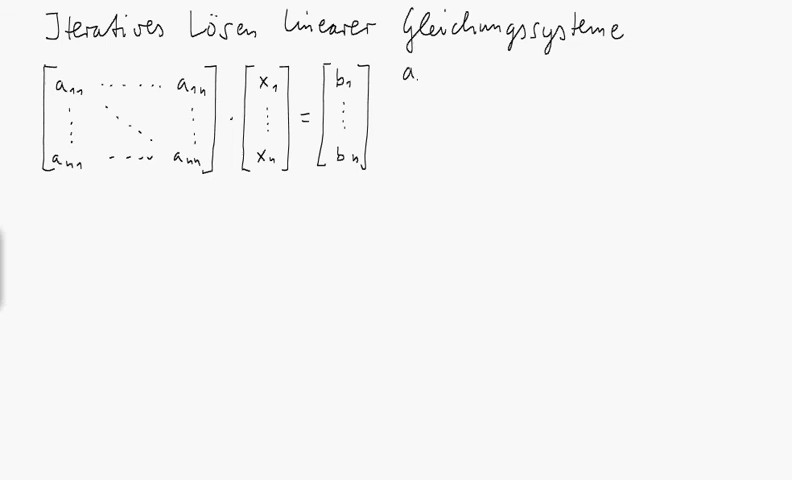 Iteratives Lösen linearer Gleichungssysteme
[a₁₁ ...... a₁ₙ] · [x₁] = [b₁] a.
⋮ ⋱ ⋮ ⋮ ⋮
[aₙ₁ ...... aₙₙ] [xₙ] [bₙ]